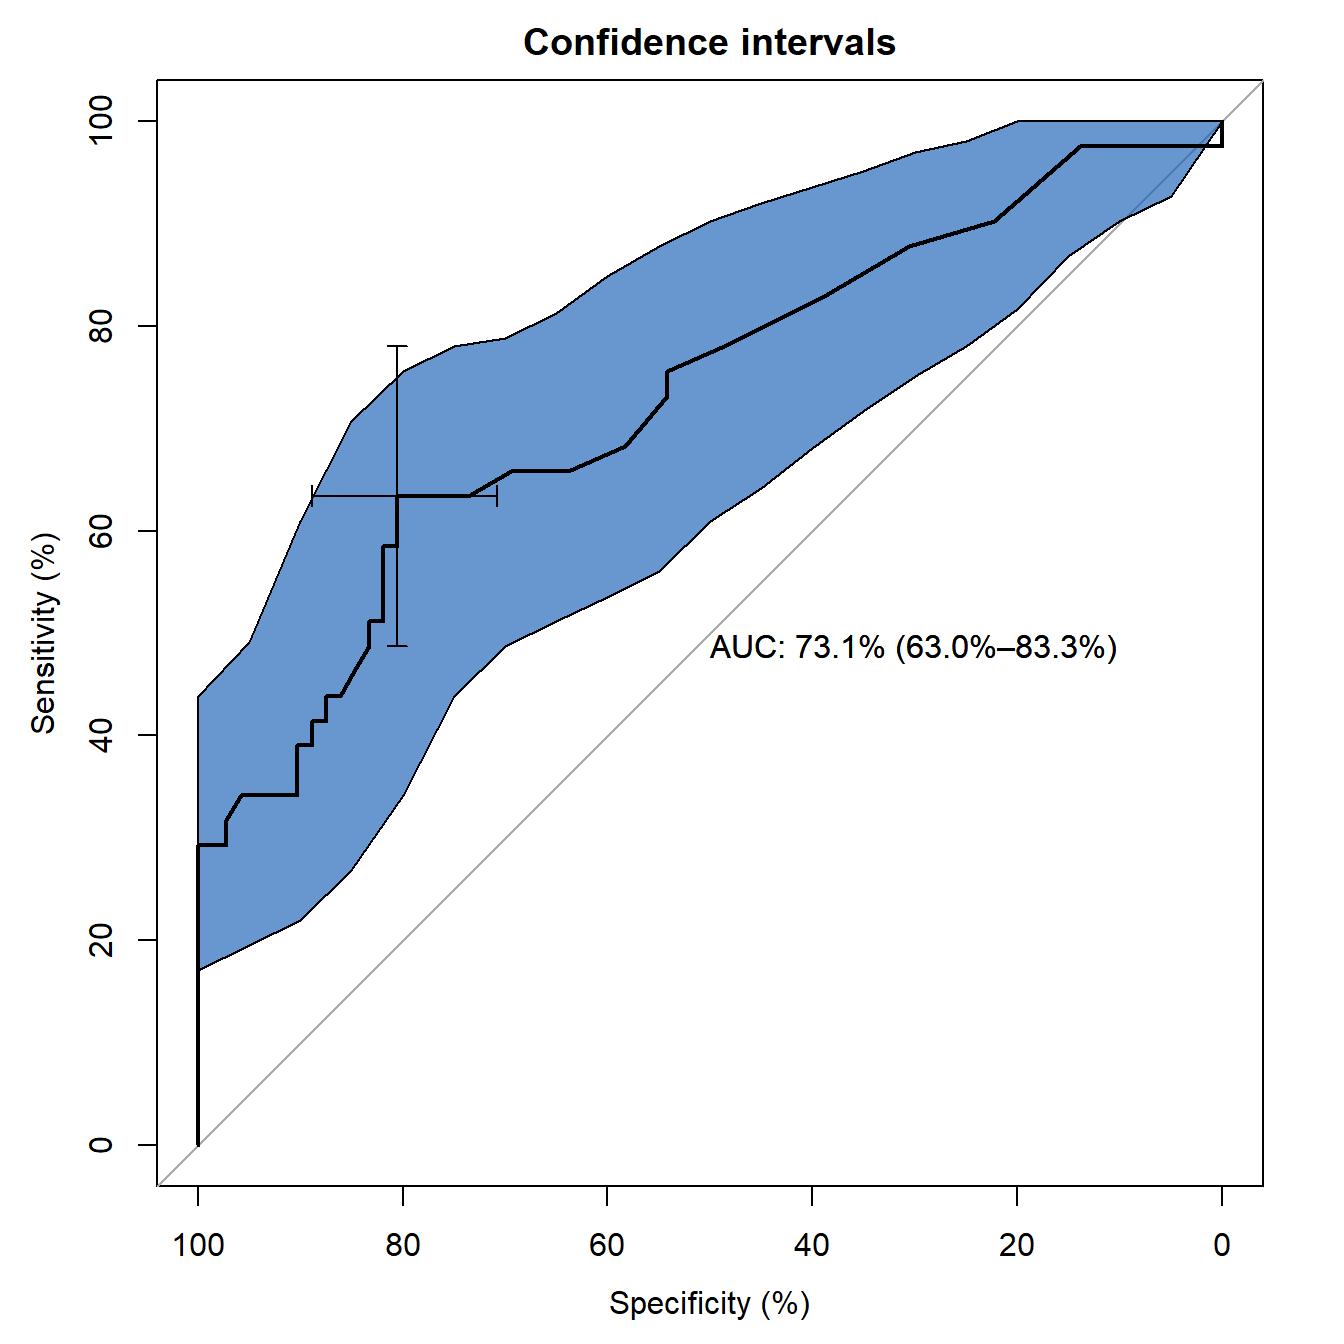 Confidence intervals
100
80
60
40
20
0
Sensitivity (%)
AUC: 73.1% (63.0%–83.3%)
100 80 60 40 20 0
Specificity (%)